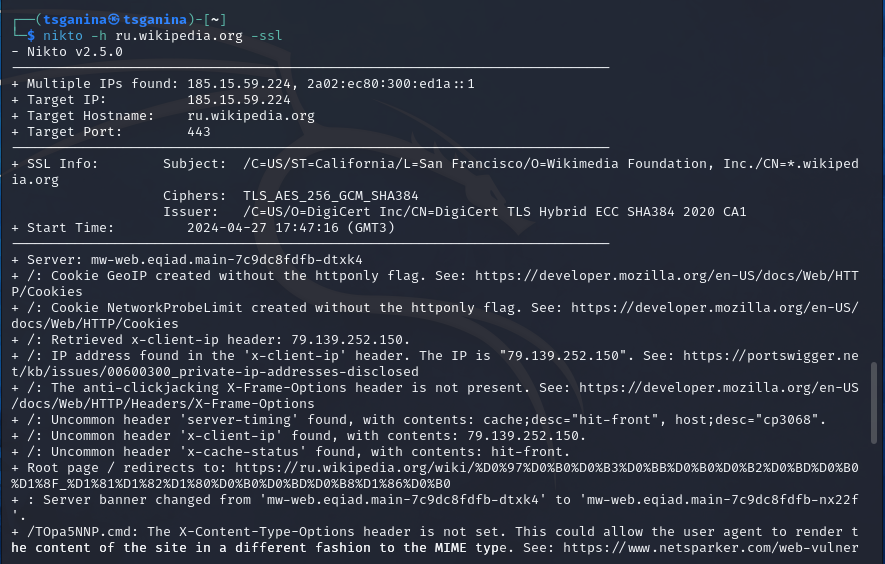 ┌──(tsganina㉿tsganina)-[~]
└─$ nikto -h ru.wikipedia.org -ssl
- Nikto v2.5.0
+ Multiple IPs found: 185.15.59.224, 2a02:ec80:300:ed1a::1
+ Target IP:          185.15.59.224
+ Target Hostname:    ru.wikipedia.org
+ Target Port:        443
+ SSL Info:        Subject:  /C=US/ST=California/L=San Francisco/O=Wikimedia Foundation, Inc./CN=*.wikiped
ia.org
                   Ciphers:  TLS_AES_256_GCM_SHA384
                   Issuer:   /C=US/O=DigiCert Inc/CN=DigiCert TLS Hybrid ECC SHA384 2020 CA1
+ Start Time:         2024-04-27 17:47:16 (GMT3)
+ Server: mw-web.eqiad.main-7c9dc8fdfb-dtxk4
+ /: Cookie GeoIP created without the httponly flag. See: https://developer.mozilla.org/en-US/docs/Web/HTT
P/Cookies
+ /: Cookie NetworkProbeLimit created without the httponly flag. See: https://developer.mozilla.org/en-US/
docs/Web/HTTP/Cookies
+ /: Retrieved x-client-ip header: 79.139.252.150.
+ /: IP address found in the 'x-client-ip' header. The IP is "79.139.252.150". See: https://portswigger.ne
t/kb/issues/00600300_private-ip-addresses-disclosed
+ /: The anti-clickjacking X-Frame-Options header is not present. See: https://developer.mozilla.org/en-US
/docs/Web/HTTP/Headers/X-Frame-Options
+ /: Uncommon header 'server-timing' found, with contents: cache;desc="hit-front", host;desc="cp3068".
+ /: Uncommon header 'x-client-ip' found, with contents: 79.139.252.150.
+ /: Uncommon header 'x-cache-status' found, with contents: hit-front.
+ Root page / redirects to: https://ru.wikipedia.org/wiki/%D0%97%D0%B0%D0%B3%D0%BB%D0%B0%D0%B2%D0%BD%D0%B0
%D1%8F_%D1%81%D1%82%D1%80%D0%B0%D0%BD%D0%B8%D1%86%D0%B0
+ : Server banner changed from 'mw-web.eqiad.main-7c9dc8fdfb-dtxk4' to 'mw-web.eqiad.main-7c9dc8fdfb-nx22f
'.
+ /TOpa5NNP.cmd: The X-Content-Type-Options header is not set. This could allow the user agent to render t
he content of the site in a different fashion to the MIME type. See: https://www.netsparker.com/web-vulner